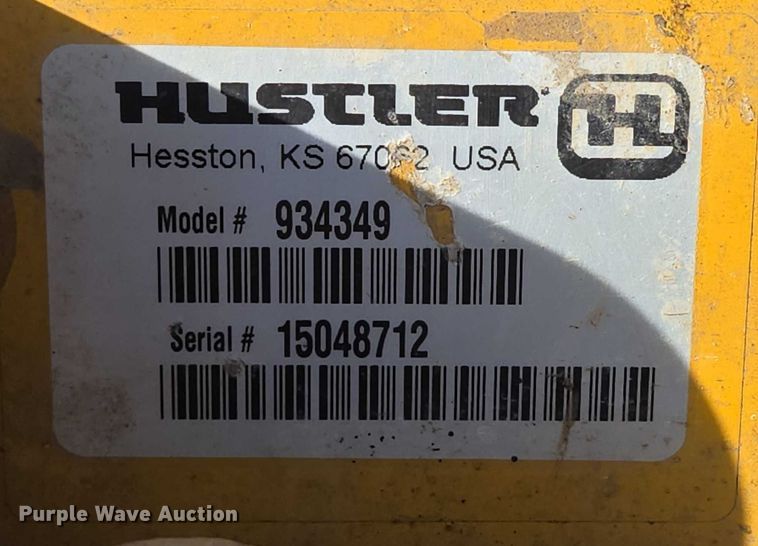 HUSTLER H
Hesston, KS USA
Model # 934349
Serial # 15048712
Purple Wave Auction